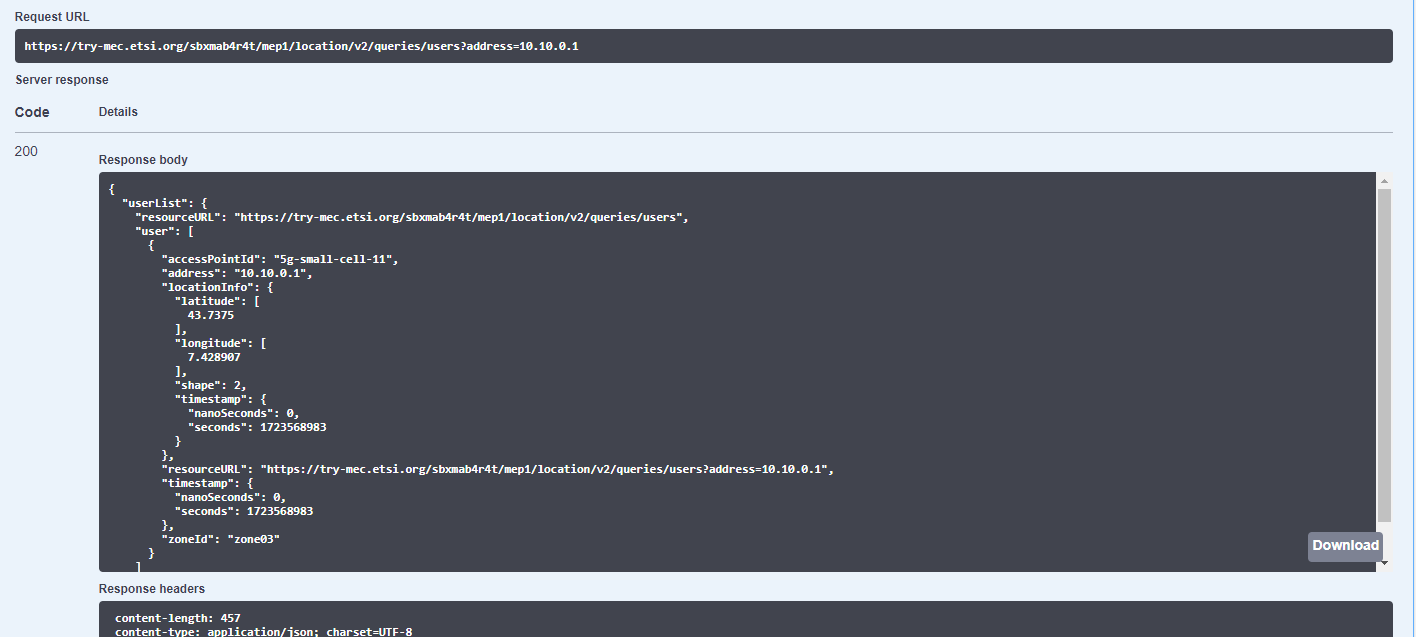 Request URL
https://try-mec.etsi.org/sbxmab4r4t/mep1/location/v2/queries/users?address=10.10.0.1
Server response
Code Details
200
Response body
{
"userList": {
"resourceURL": "https://try-mec.etsi.org/sbxmab4r4t/mep1/location/v2/queries/users",
"user": [
{
"accessPointId": "5g-small-cell-11",
"address": "10.10.0.1",
"locationInfo": {
"latitude": [
43.7375
],
"longitude": [
7.428907
],
"shape": 2,
"timestamp": {
"nanoSeconds": 0,
"seconds": 1723568983
}
},
"resourceURL": "https://try-mec.etsi.org/sbxmab4r4t/mep1/location/v2/queries/users?address=10.10.0.1",
"timestamp": {
"nanoSeconds": 0,
"seconds": 1723568983
},
"zoneId": "zone03"
}
]
Download
Response headers
content-length: 457
content-type: application/json; charset=UTF-8